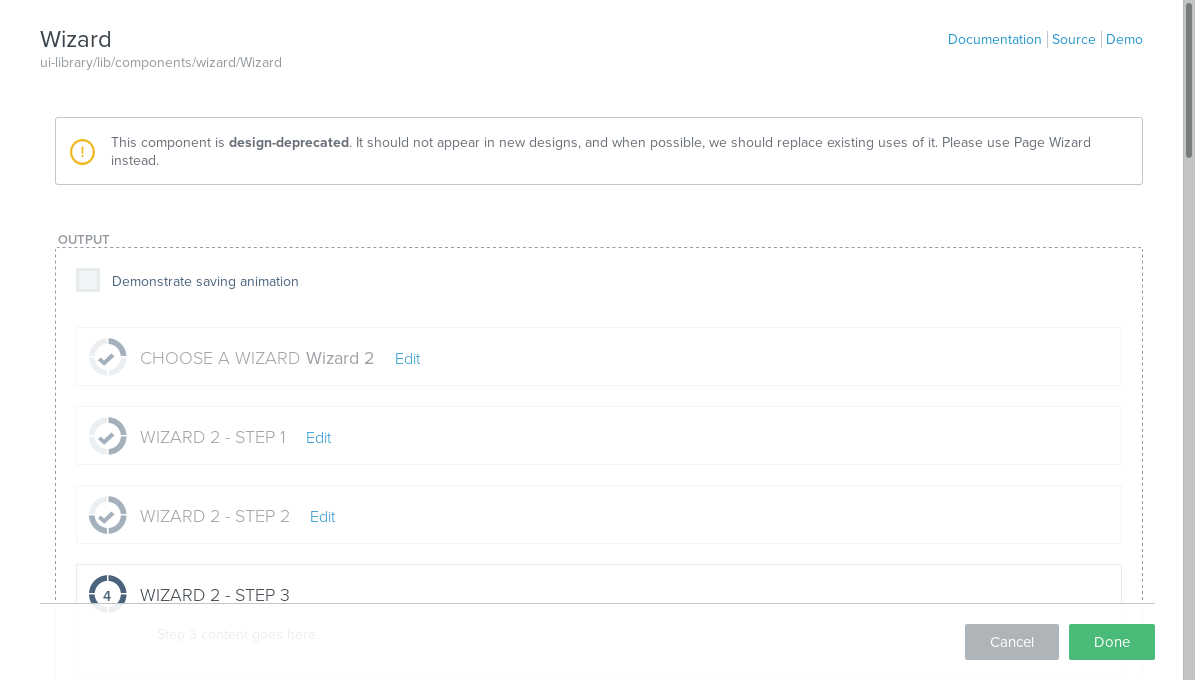 Wizard
Documentation Source Demo
ui-library/lib/components/wizard/Wizard
This component is design-deprecated. It should not appear in new designs, and when possible, we should replace existing uses of it. Please use Page Wizard
instead.
OUTPUT
Demonstrate saving animation
CHOOSE A WIZARD Wizard 2 Edit
WIZARD 2 - STEP 1 Edit
WIZARD 2 - STEP 2 Edit
4 WIZARD 2 - STEP 3
Step 3 content goes here.
Cancel Done